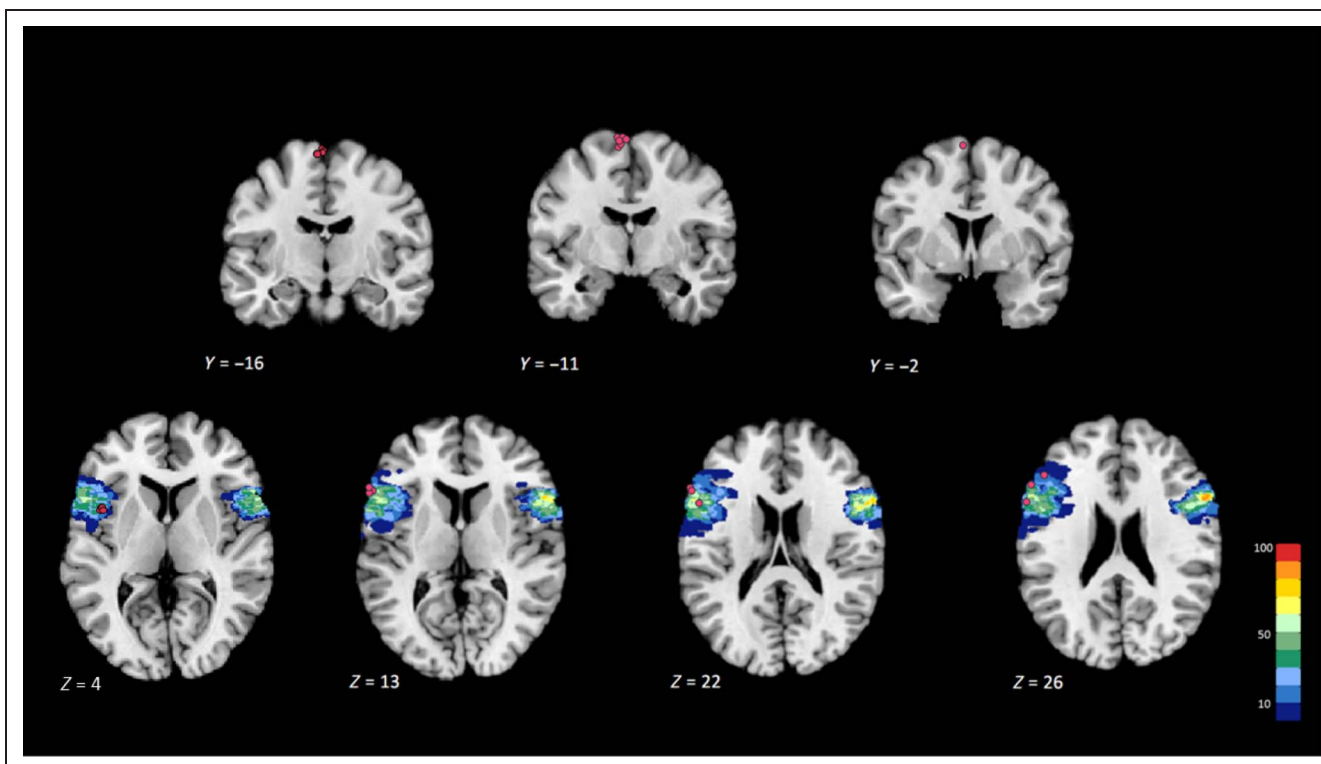 Y = –16
Y = –11
Y = –2
Z = 4
Z = 13
Z = 22
Z = 26
100
50
10